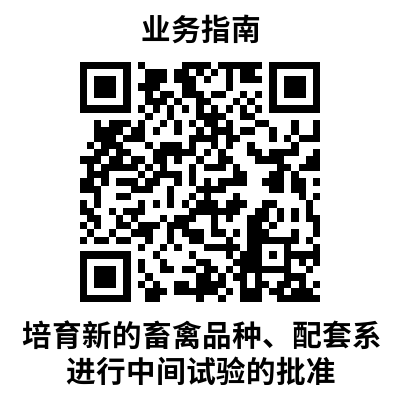 业务指南
培育新的畜禽品种、配套系
进行中间试验的批准